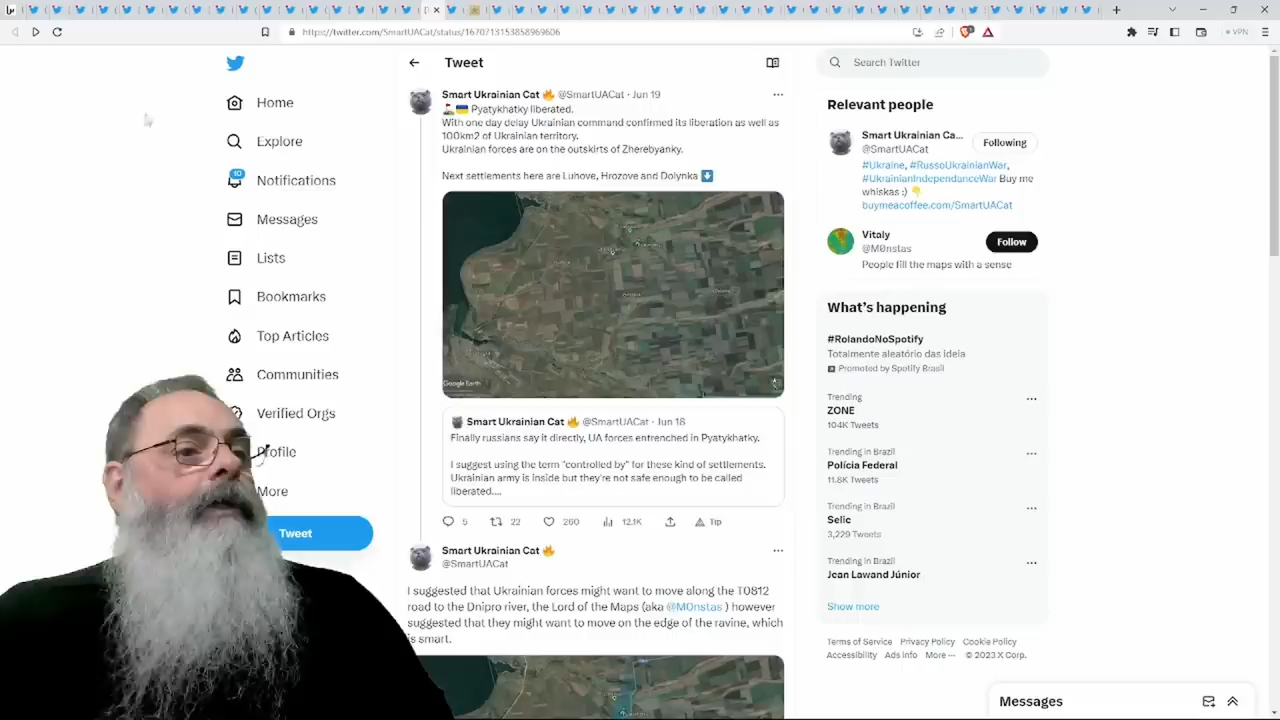 https://twitter.com/SmartUACat/status/1670713153858969606
VPN
Home
Explore
10
Notifications
Messages
Lists
Bookmarks
Top Articles
Communities
Verified Orgs
Profile
More
Tweet
Tweet
Smart Ukrainian Cat 🔥 @SmartUACat · Jun 19
🇺🇦 Pyatykhatky liberated.
With one day delay Ukrainian command confirmed its liberation as well as
100km2 of Ukrainian territory.
Ukrainian forces are on the outskirts of Zherebyanky.
Next settlements here are Luhove, Hrozove and Dolynka ⬇️
Google Earth
Smart Ukrainian Cat 🔥 @SmartUACat · Jun 18
Finally russians say it directly, UA forces entrenched in Pyatykhatky.
I suggest using the term "controlled by" for these kind of settlements.
Ukrainian army is inside but they're not safe enough to be called
liberated....
5 22 260 12.1K Tip
Smart Ukrainian Cat 🔥
@SmartUACat
I suggested that Ukrainian forces might want to move along the T0812
road to the Dnipro river, the Lord of the Maps (aka @M0nstas ) however
suggested that they might want to move on the edge of the ravine, which
is smart.
Search Twitter
Relevant people
Smart Ukrainian Ca...
@SmartUACat
Following
#Ukraine, #RussoUkrainianWar,
#UkrainianIndependanceWar Buy me
whiskas :) 👇
buymeacoffee.com/SmartUACat
Vitaly
@M0nstas
Follow
People fill the maps with a sense
What's happening
#RolandoNoSpotify
Totalmente aleatório das ideia
Promoted by Spotify Brasil
Trending
ZONE
104K Tweets
Trending in Brazil
Polícia Federal
11.8K Tweets
Trending in Brazil
Selic
3,229 Tweets
Trending in Brazil
Jean Lawand Júnior
Show more
Terms of Service Privacy Policy Cookie Policy
Accessibility Ads info More ··· © 2023 X Corp.
Messages